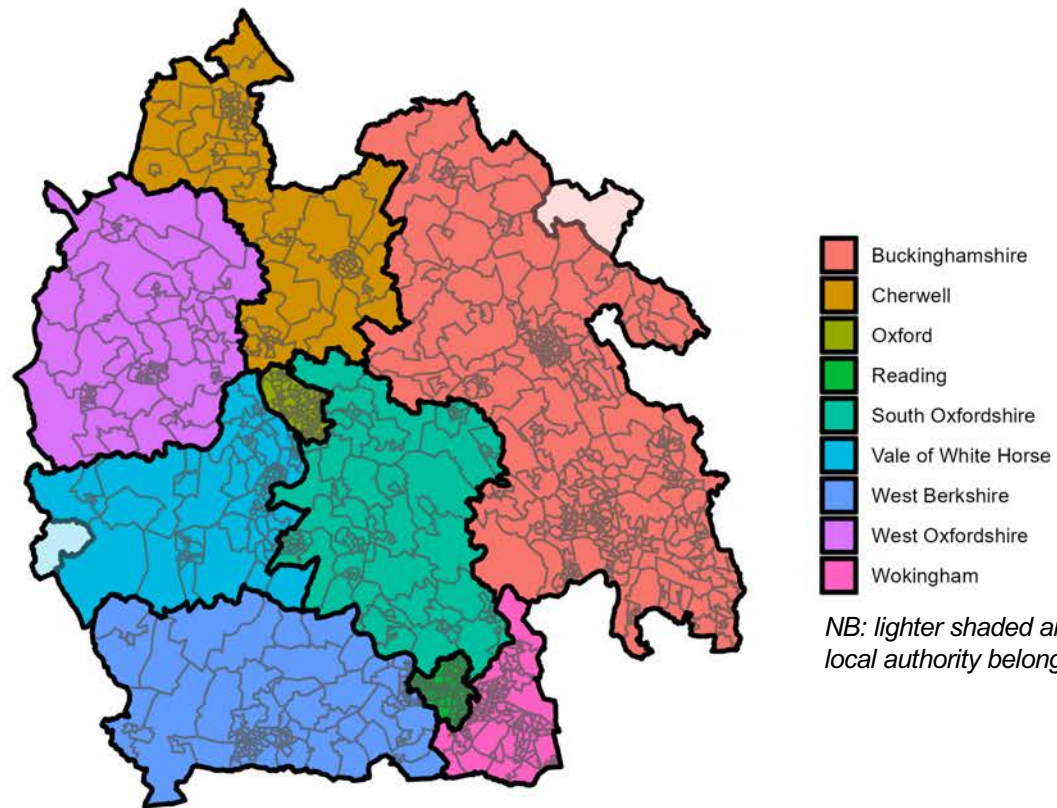 Buckinghamshire
Cherwell
Oxford
Reading
South Oxfordshire
Vale of White Horse
West Berkshire
West Oxfordshire
Wokingham
NB: lighter shaded
local authority belong